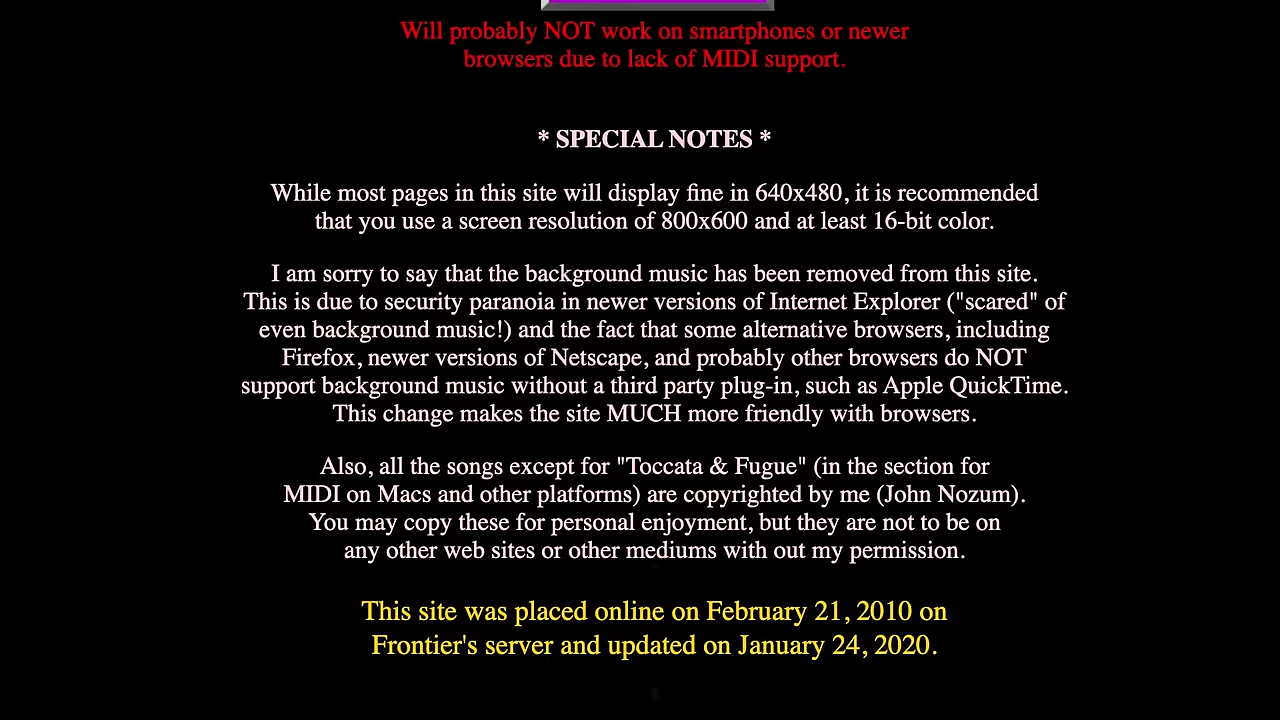 Will probably NOT work on smartphones or newer
browsers due to lack of MIDI support.
* SPECIAL NOTES *
While most pages in this site will display fine in 640x480, it is recommended
that you use a screen resolution of 800x600 and at least 16-bit color.
I am sorry to say that the background music has been removed from this site.
This is due to security paranoia in newer versions of Internet Explorer ("scared" of
even background music!) and the fact that some alternative browsers, including
Firefox, newer versions of Netscape, and probably other browsers do NOT
support background music without a third party plug-in, such as Apple QuickTime.
This change makes the site MUCH more friendly with browsers.
Also, all the songs except for "Toccata & Fugue" (in the section for
MIDI on Macs and other platforms) are copyrighted by me (John Nozum).
You may copy these for personal enjoyment, but they are not to be on
any other web sites or other mediums with out my permission.
This site was placed online on February 21, 2010 on
Frontier's server and updated on January 24, 2020.